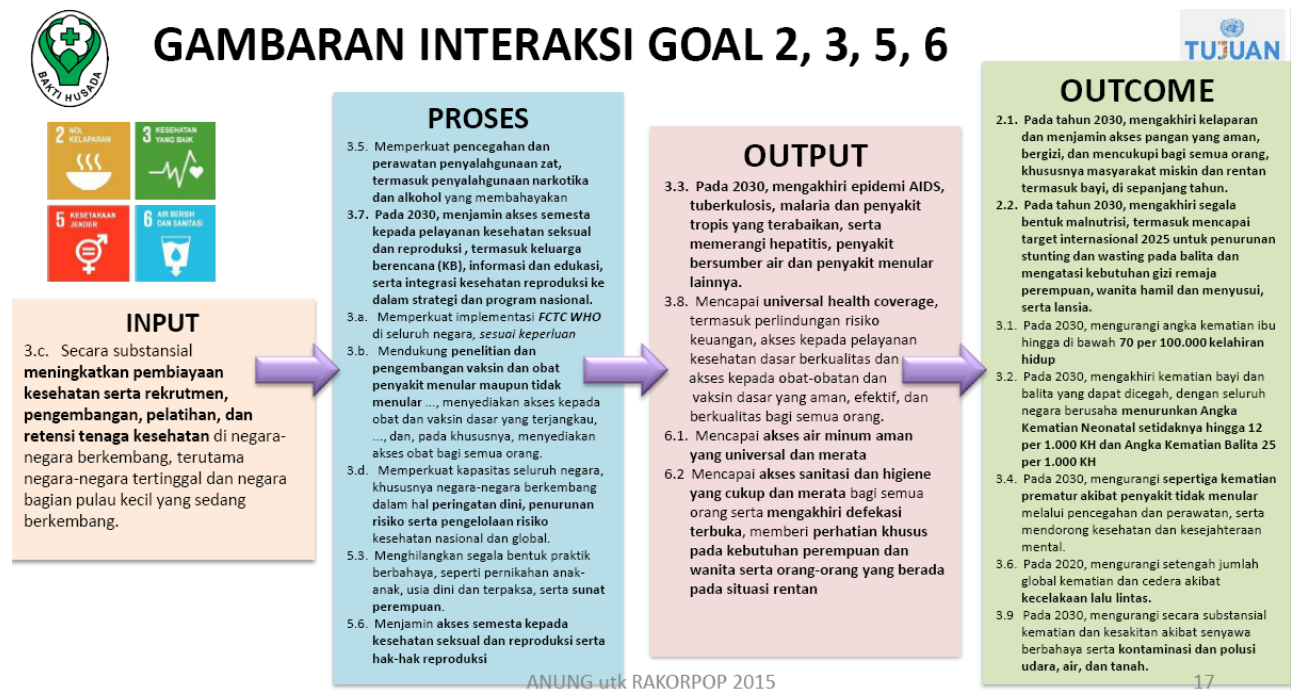 GAMBARAN INTERAKSI GOAL 2, 3, 5, 6
BAKTI HUSADA
TUJUAN
2 NOL
KELAPARAN
3 KESEHATAN
YANG BAIK
5 KESETARAAN
JENDER
6 AIR BERSIH
DAN SANITASI
INPUT
3.c. Secara substansial
meningkatkan pembiayaan
kesehatan serta rekrutmen,
pengembangan, pelatihan, dan
retensi tenaga kesehatan di negara-
negara berkembang, terutama
negara-negara tertinggal dan negara
bagian pulau kecil yang sedang
berkembang.
PROSES
3.5. Memperkuat pencegahan dan
perawatan penyalahgunaan zat,
termasuk penyalahgunaan narkotika
dan alkohol yang membahayakan
3.7. Pada 2030, menjamin akses semesta
kepada pelayanan kesehatan seksual
dan reproduksi , termasuk keluarga
berencana (KB), informasi dan edukasi,
serta integrasi kesehatan reproduksi ke
dalam strategi dan program nasional.
3.a. Memperkuat implementasi FCTC WHO
di seluruh negara, sesuai keperluan
3.b. Mendukung penelitian dan
pengembangan vaksin dan obat
penyakit menular maupun tidak
menular ..., menyediakan akses kepada
obat dan vaksin dasar yang terjangkau,
..., dan, pada khususnya, menyediakan
akses obat bagi semua orang.
3.d. Memperkuat kapasitas seluruh negara,
khususnya negara-negara berkembang
dalam hal peringatan dini, penurunan
risiko serta pengelolaan risiko
kesehatan nasional dan global.
5.3. Menghilangkan segala bentuk praktik
berbahaya, seperti pernikahan anak-
anak, usia dini dan terpaksa, serta sunat
perempuan.
5.6. Menjamin akses semesta kepada
kesehatan seksual dan reproduksi serta
hak-hak reproduksi
OUTPUT
3.3. Pada 2030, mengakhiri epidemi AIDS,
tuberkulosis, malaria dan penyakit
tropis yang terabaikan, serta
memerangi hepatitis, penyakit
bersumber air dan penyakit menular
lainnya.
3.8. Mencapai universal health coverage,
termasuk perlindungan risiko
keuangan, akses kepada pelayanan
kesehatan dasar berkualitas dan
akses kepada obat-obatan dan
vaksin dasar yang aman, efektif, dan
berkualitas bagi semua orang.
6.1. Mencapai akses air minum aman
yang universal dan merata
6.2 Mencapai akses sanitasi dan higiene
yang cukup dan merata bagi semua
orang serta mengakhiri defekasi
terbuka, memberi perhatian khusus
pada kebutuhan perempuan dan
wanita serta orang-orang yang berada
pada situasi rentan
OUTCOME
2.1. Pada tahun 2030, mengakhiri kelaparan
dan menjamin akses pangan yang aman,
bergizi, dan mencukupi bagi semua orang,
khususnya masyarakat miskin dan rentan
termasuk bayi, di sepanjang tahun.
2.2. Pada tahun 2030, mengakhiri segala
bentuk malnutrisi, termasuk mencapai
target internasional 2025 untuk penurunan
stunting dan wasting pada balita dan
mengatasi kebutuhan gizi remaja
perempuan, wanita hamil dan menyusui,
serta lansia.
3.1. Pada 2030, mengurangi angka kematian ibu
hingga di bawah 70 per 100.000 kelahiran
hidup
3.2. Pada 2030, mengakhiri kematian bayi dan
balita yang dapat dicegah, dengan seluruh
negara berusaha menurunkan Angka
Kematian Neonatal setidaknya hingga 12
per 1.000 KH dan Angka Kematian Balita 25
per 1.000 KH
3.4. Pada 2030, mengurangi sepertiga kematian
prematur akibat penyakit tidak menular
melalui pencegahan dan perawatan, serta
mendorong kesehatan dan kesejahteraan
mental.
3.6. Pada 2020, mengurangi setengah jumlah
global kematian dan cedera akibat
kecelakaan lalu lintas.
3.9 Pada 2030, mengurangi secara substansial
kematian dan kesakitan akibat senyawa
berbahaya serta kontaminasi dan polusi
udara, air, dan tanah.
ANUNG utk RAKORPOP 2015
17